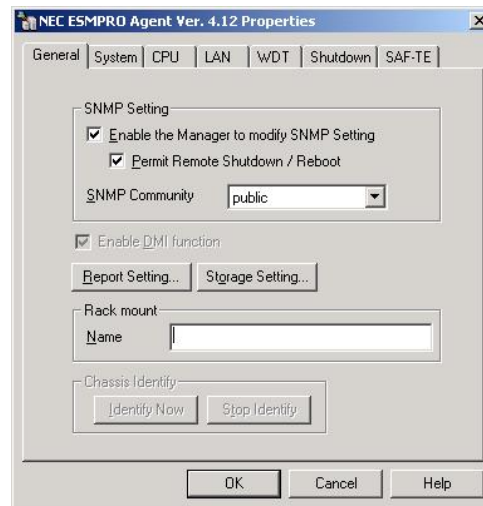 NEC ESMPRO Agent Ver. 4.12 Properties
General System CPU LAN WDT Shutdown SAF-TE
SNMP Setting
Enable the Manager to modify SNMP Setting
Permit Remote Shutdown / Reboot
SNMP Community public
Enable DMI function
Report Setting... Storage Setting...
Rack mount
Name
Chassis Identify
Identify Now Stop Identify
OK Cancel Help